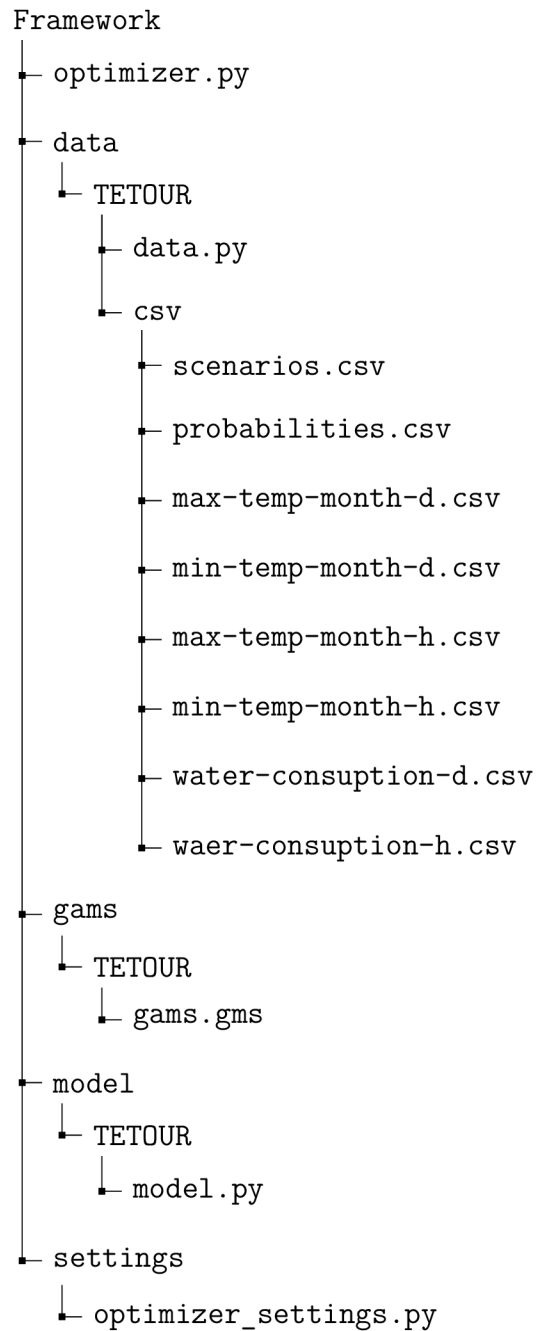 Framework
optimizer.py
data
TETOUR
data.py
csv
scenarios.csv
probabilities.csv
max-temp-month-d.csv
min-temp-month-d.csv
max-temp-month-h.csv
min-temp-month-h.csv
water-consuption-d.csv
waer-consuption-h.csv
gams
TETOUR
gams.gms
model
TETOUR
model.py
settings
optimizer_settings.py